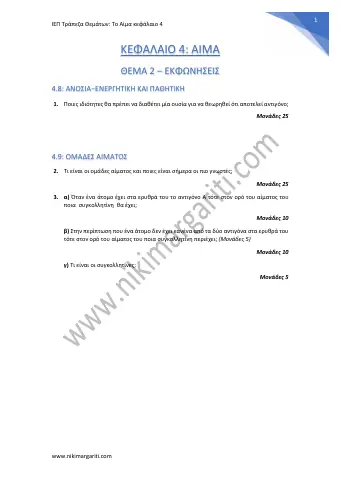 ΙΕΠ Τράπεζα Θεμάτων: Το Αίμα κεφάλαιο 4
1
ΚΕΦΑΛΑΙΟ 4: ΑΙΜΑ
ΘΕΜΑ 2 – ΕΚΦΩΝΗΣΕΙΣ
4.8: ΑΝΟΣΙΑ–ΕΝΕΡΓΗΤΙΚΗ ΚΑΙ ΠΑΘΗΤΙΚΗ
1. Ποιες ιδιότητες θα πρέπει να διαθέτει μία ουσία για να θεωρηθεί ότι αποτελεί αντιγόνο;
Μονάδες 25
4.9: ΟΜΑΔΕΣ ΑΙΜΑΤΟΣ
2. Τι είναι οι ομάδες αίματος και ποιες είναι σήμερα οι πιο γνωστές;
Μονάδες 25
3. α) Όταν ένα άτομο έχει στα ερυθρά του το αντιγόνο Α τότε στον ορό του αίματος του
ποια συγκολλητίνη θα έχει;
Μονάδες 10
β) Στην περίπτωση που ένα άτομο δεν έχει κανένα από τα δύο αντιγόνα στα ερυθρά του
τότε στον ορό του αίματος του ποια συγκολλητίνη περιέχει; (Μονάδες 5)
Μονάδες 10
γ) Τι είναι οι συγκολλητίνες;
Μονάδες 5
www.nikimargariti.com
www.nikimargariti.com